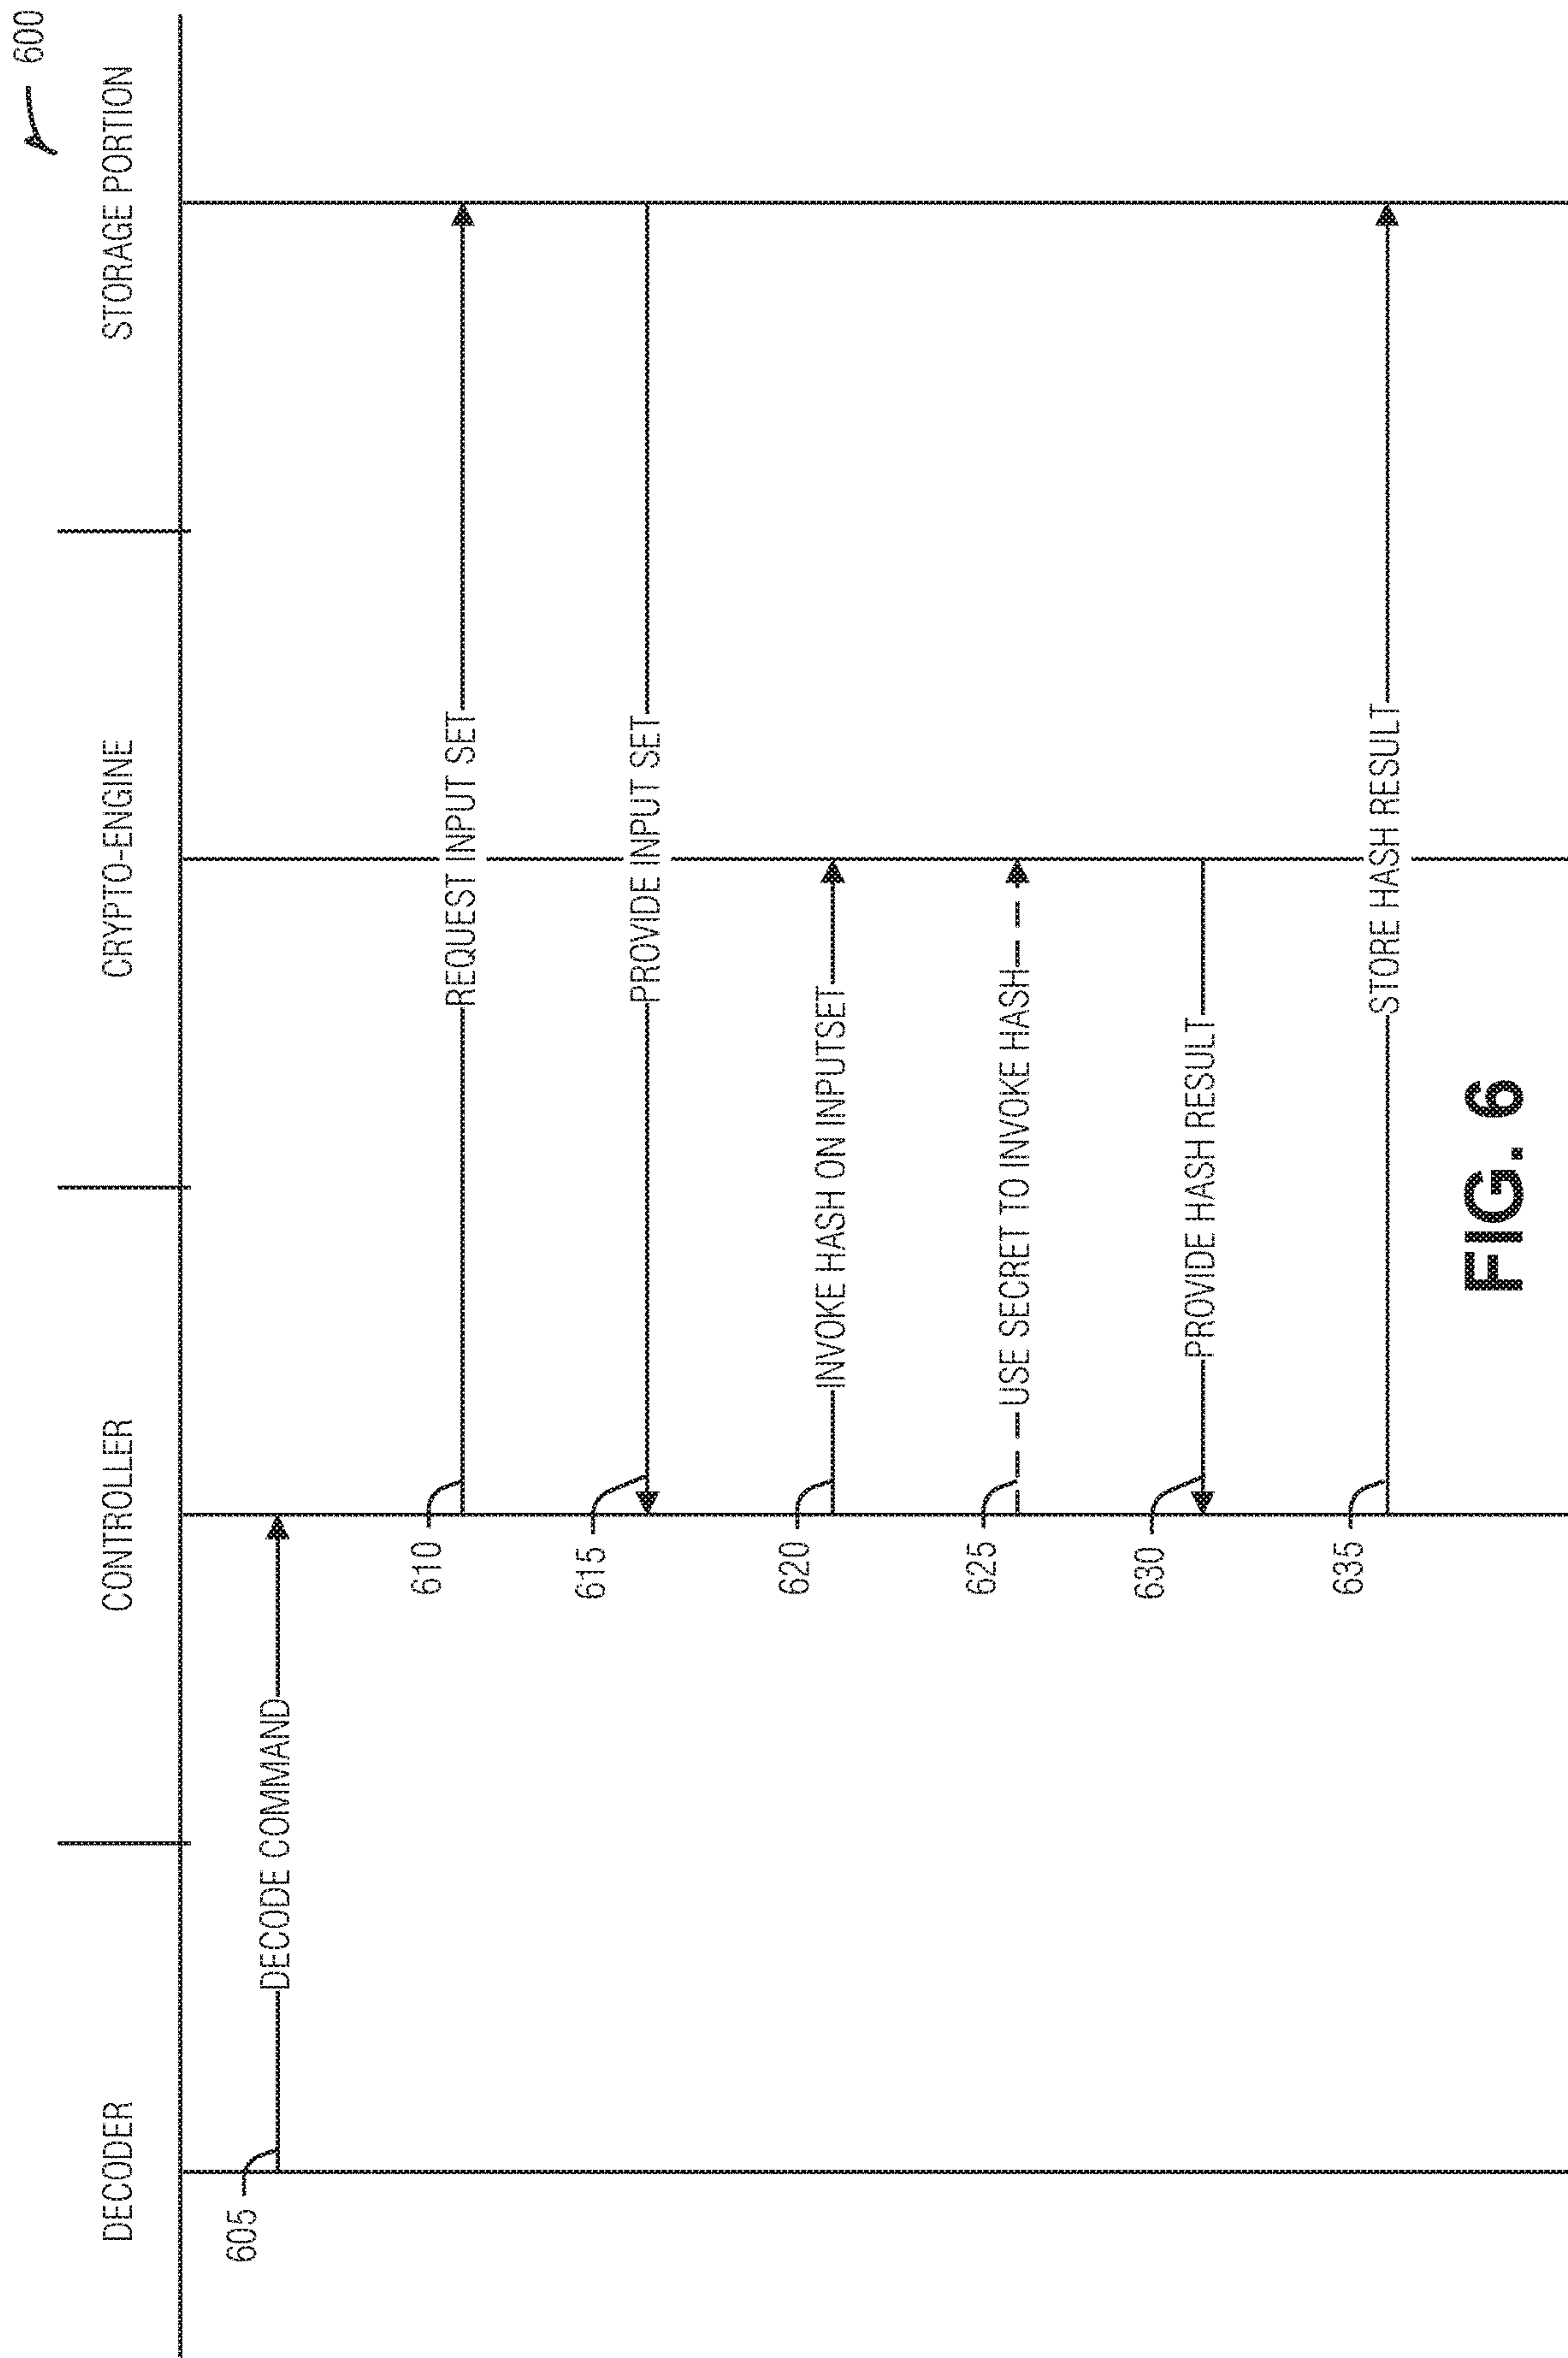 600
DECODER
CONTROLLER
CRYPTO-ENGINE
STORAGE PORTION
605
DECODE COMMAND
610
REQUEST INPUT SET
615
PROVIDE INPUT SET
620
INVOKE HASH ON INPUTSET
625
USE SECRET TO INVOKE HASH
630
PROVIDE HASH RESULT
635
STORE HASH RESULT
FIG. 6